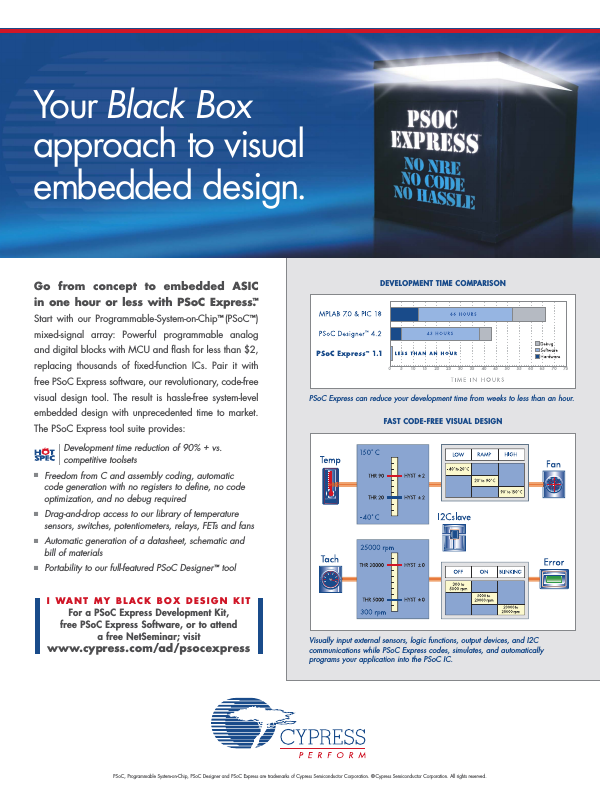 Your Black Box
approach to visual
embedded design.
PSOC
EXPRESS™
NO NRE
NO CODE
NO HASSLE
Go from concept to embedded ASIC
in one hour or less with PSoC Express.™
Start with our Programmable-System-on-Chip™ (PSoC™)
mixed-signal array: Powerful programmable analog
and digital blocks with MCU and flash for less than $2,
replacing thousands of fixed-function ICs. Pair it with
free PSoC Express software, our revolutionary, code-free
visual design tool. The result is hassle-free system-level
embedded design with unprecedented time to market.
The PSoC Express tool suite provides:
HOT
SPEC
Development time reduction of 90% + vs.
competitive toolsets
Freedom from C and assembly coding, automatic
code generation with no registers to define, no code
optimization, and no debug required
Drag-and-drop access to our library of temperature
sensors, switches, potentiometers, relays, FETs and fans
Automatic generation of a datasheet, schematic and
bill of materials
Portability to our full-featured PSoC Designer™ tool
I WANT MY BLACK BOX DESIGN KIT
For a PSoC Express Development Kit,
free PSoC Express Software, or to attend
a free NetSeminar; visit
www.cypress.com/ad/psocexpress
DEVELOPMENT TIME COMPARISON
MPLAB 7.0 & PIC 18
66 HOURS
PSoC Designer™ 4.2
43 HOURS
PSoC Express™ 1.1
LESS THAN AN HOUR
Debug
Software
Hardware
0 5 10 15 20 25 30 35 40 45 50 55 60 65 70 75
TIME IN HOURS
PSoC Express can reduce your development time from weeks to less than an hour.
FAST CODE-FREE VISUAL DESIGN
Temp
150˚C
THR 90
HYST ±2
THR 20
HYST ±2
-40˚C
LOW RAMP HIGH
-40˚to 20˚C
20˚to 90˚C
90˚to 150˚C
Fan
I2Cslave
Tach
25000 rpm
THR 20000
HYST ±0
THR 5000
HYST ±0
300 rpm
OFF ON BLINKING
300 to
5000 rpm
5000 to
20000 rpm
20000 to
25000 rpm
Error
Visually input external sensors, logic functions, output devices, and I2C
communications while PSoC Express codes, simulates, and automatically
programs your application into the PSoC IC.
CYPRESS
PERFORM
PSoC, Programmable System-on-Chip, PSoC Designer and PSoC Express are trademarks of Cypress Semiconductor Corporation. ©Cypress Semiconductor Corporation. All rights reserved.